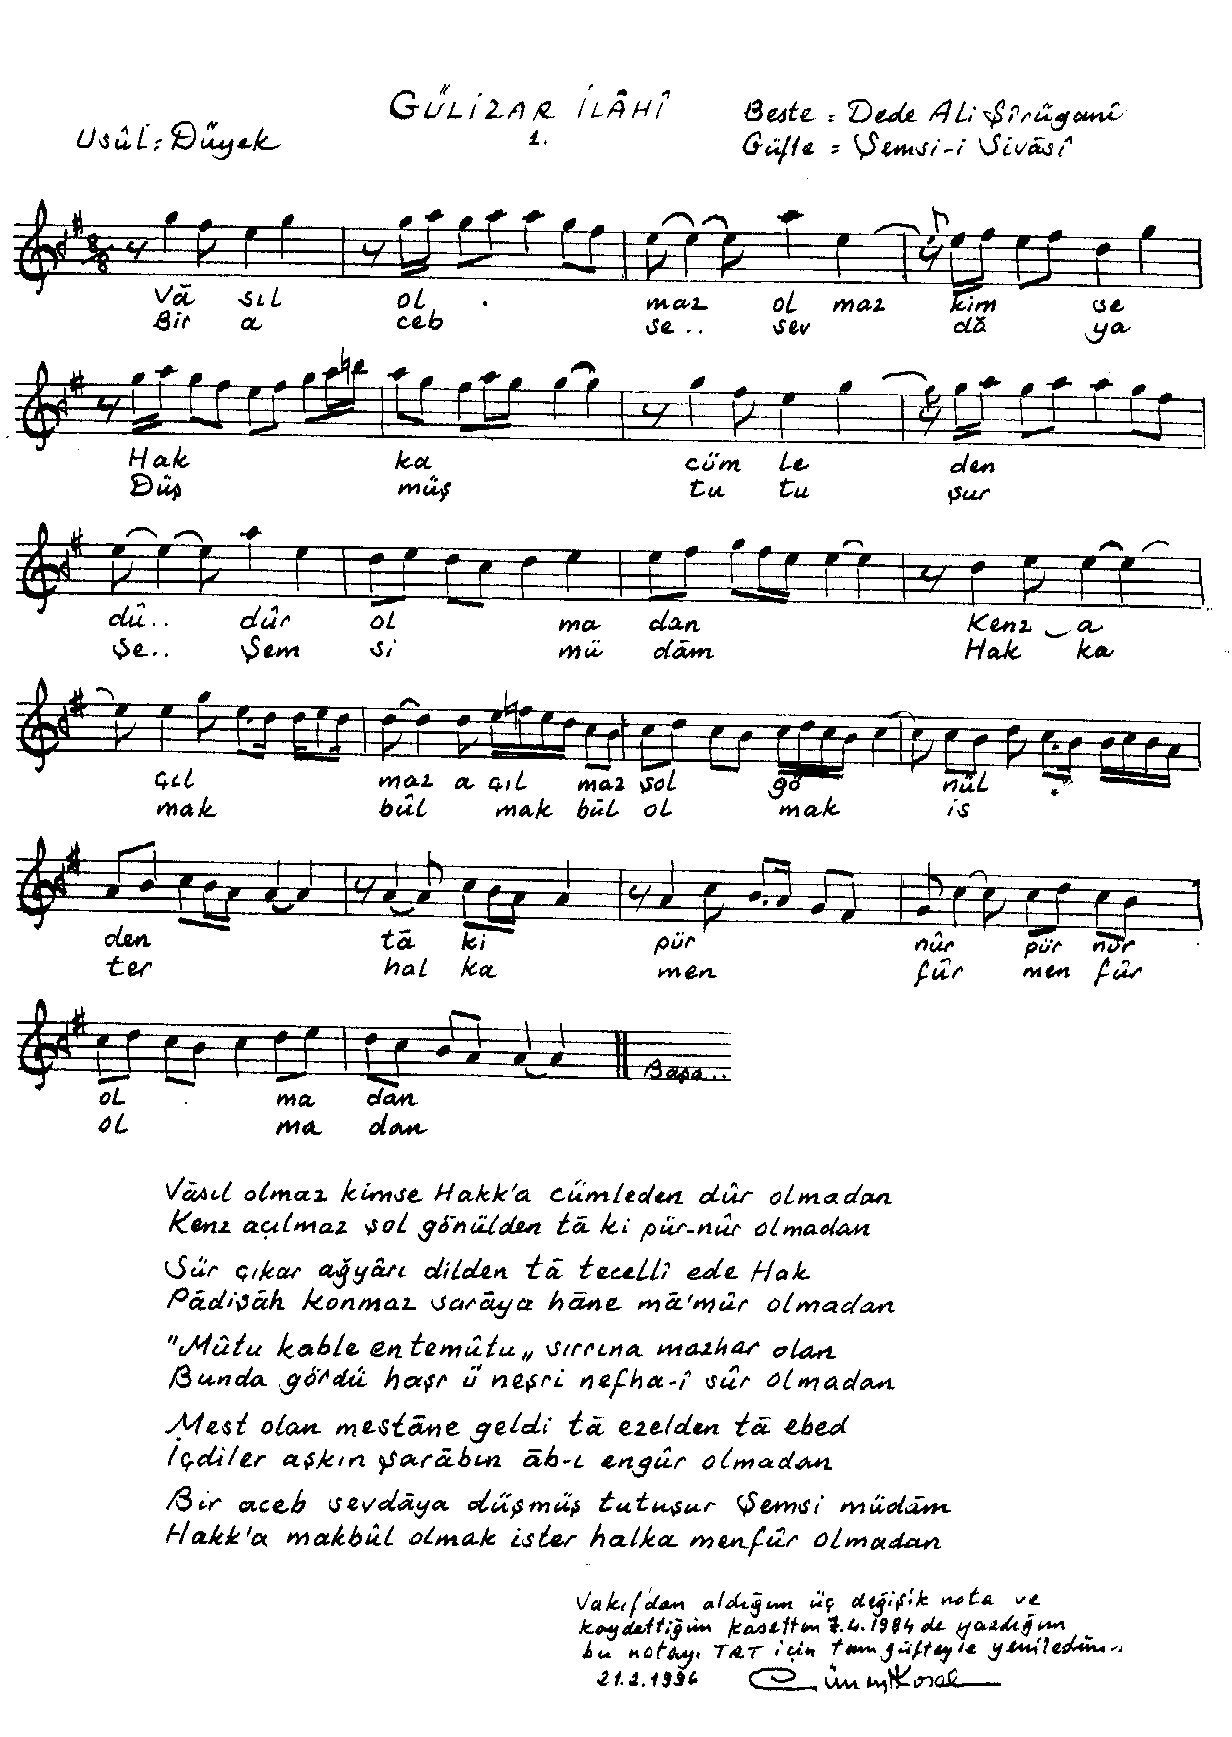 GÜLİZAR İLÂHÎ
1.
Usûl: Düyek
Beste = Dede Ali Şîrûganî
Güfte = Şemsi-i Sivâsî
8/8
Vâ sıl ol . maz ol maz kim se
Bir a ceb se.. sev dâ ya
Hak ka cüm le den
Düş müş tu tu şur
dû.. dûr ol ma dan Kenz a
Şe.. Şem si mü dâm Hak ka
çıl maz a çıl maz şol gö nül
mak bûl mak bûl ol mak is
den tâ ki pür nûr pür nûr
ter hal ka men fûr men fûr
ol . ma dan
ol ma dan
Başa..
Vâsıl olmaz kimse Hakk'a cümleden dûr olmadan
Kenz açılmaz şol gönülden tâ ki pür-nûr olmadan
Sür çıkar ağyârı dilden tâ tecellî ede Hak
Pâdişâh konmaz sarâya hâne mâ'mûr olmadan
"Mûtu kable entemûtu„ sırrına mazhar olan
Bunda gördü haşr ü neşri nefha-î sûr olmadan
Mest olan mestâne geldi tâ ezelden tâ ebed
İçdiler aşkın şarâbın âb-ı engûr olmadan
Bir aceb sevdâya düşmüş tutuşur Şemsi müdâm
Hakk'a makbûl olmak ister halka menfûr olmadan
Vakıf'dan aldığım üç değişik nota ve
kaydettiğim kasetten 7.4.1984 de yazdığım
bu notayı TRT için tam güfteyle yeniledim..
21.2.1996